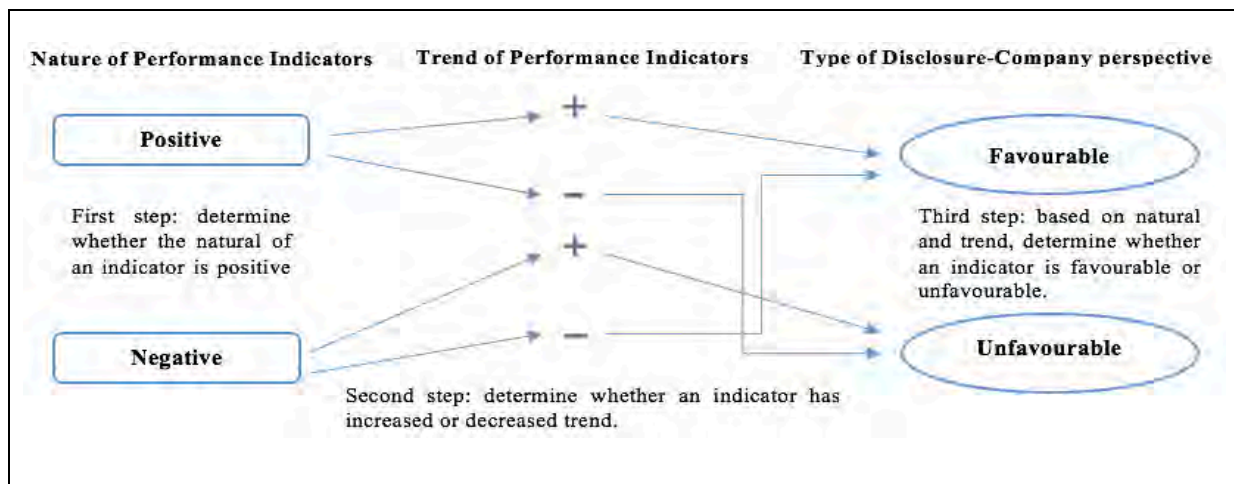 Nature of Performance Indicators
Trend of Performance Indicators
Type of Disclosure-Company perspective
Positive
+
−
+
−
Favourable
First step: determine
whether the natural of
an indicator is positive
Third step: based on natural
and trend, determine whether
an indicator is favourable or
unfavourable.
Negative
Unfavourable
Second step: determine whether an indicator has
increased or decreased trend.